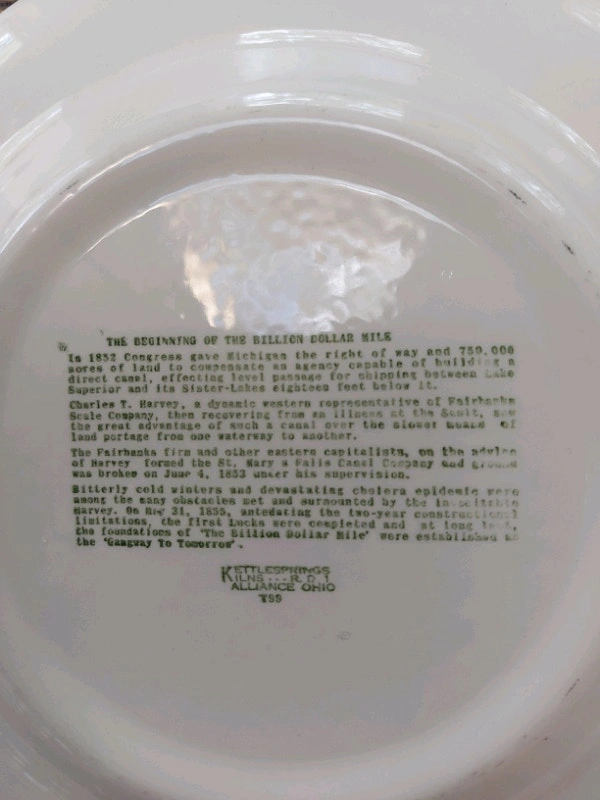 THE BEGINNING OF THE BILLION DOLLAR MILE
In 1852 Congress gave Michigan the right of way and 750,000
acres of land to compensate an agency capable of building a
direct canal, effecting level passage for shipping between Lake
Superior and its Sister-Lakes eighteen feet below it.
Charles T. Harvey, a dynamic western representative of Fairbanks
Scale Company, then recovering from an illness at the Sault, saw
the great advantage of such a canal over the slower means of
land portage from one waterway to another.
The Fairbanks firm and other eastern capitalists, on the advice
of Harvey formed the St. Mary s Falls Canal Company and ground
was broken on June 4, 1853 under his supervision.
Bitterly cold winters and devastating cholera epidemic were
among the many obstacles met and surmounted by the
Harvey. On May 31, 1855, antedating the two-year constructional
limitations, the first Locks were completed and at long last,
the foundations of 'The Billion Dollar Mile' were established as
the 'Gangway To Tomorrow'.
KETTLESPRINGS
KILNS --- R. D. 1
ALLIANCE OHIO